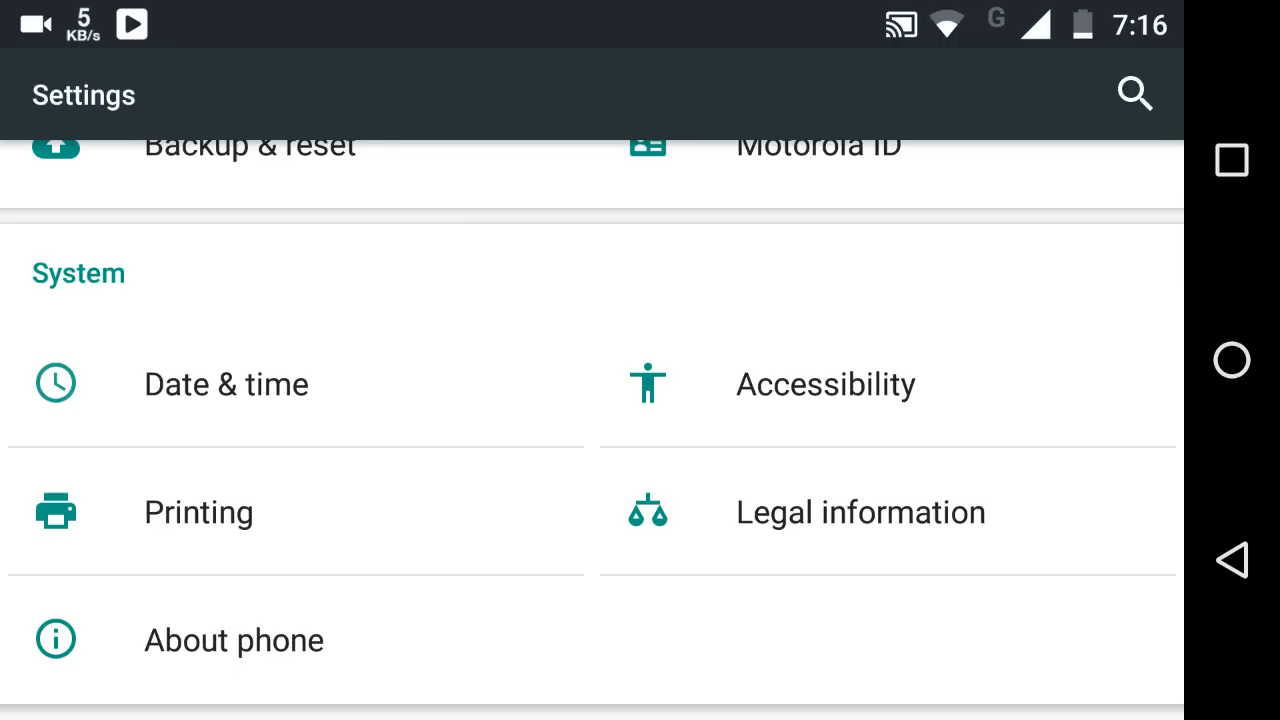 5
KB/s
G
7:16
Settings
Backup & reset
Motorola ID
System
Date & time
Accessibility
Printing
Legal information
About phone